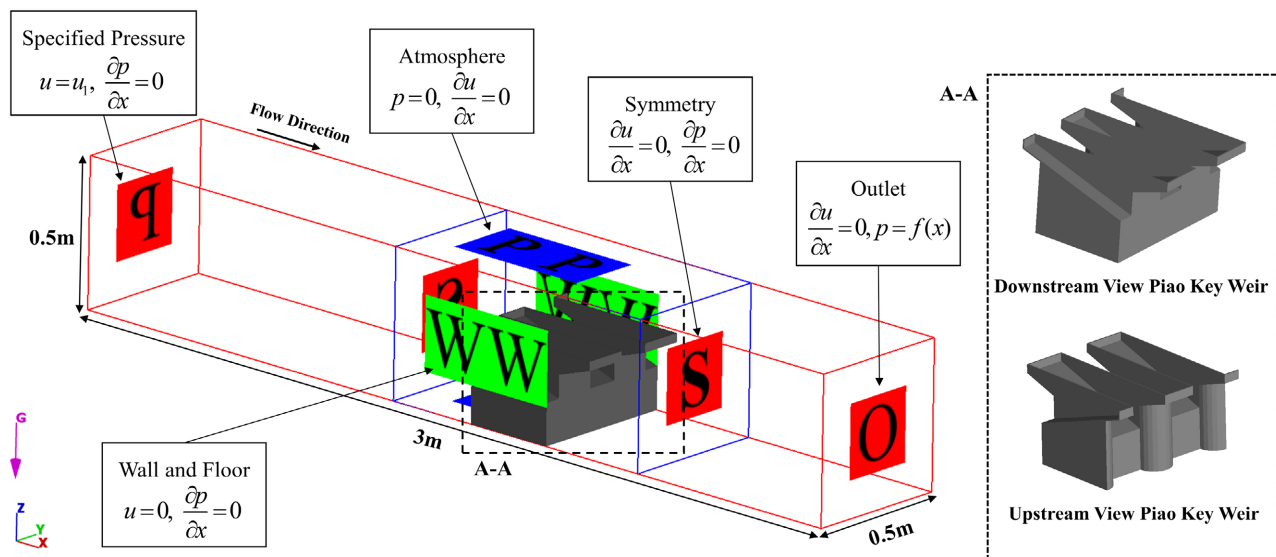 Specified Pressure
u=u₁, ∂p/∂x=0
Atmosphere
p=0, ∂u/∂x=0
Symmetry
∂u/∂x=0, ∂p/∂x=0
Outlet
∂u/∂x=0, p=f(x)
Flow Direction
q
P P
W W
S
O
0.5m
3m
0.5m
A-A
Wall and Floor
u=0, ∂p/∂x=0
G
Z
Y
X
A-A
Downstream View Piao Key Weir
Upstream View Piao Key Weir